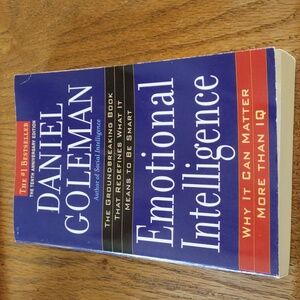 The #1 Bestseller
The Tenth Anniversary Edition
DANIEL
GOLEMAN
Author of Social Intelligence
The Groundbreaking Book
That Redefines What It
Means to Be Smart
Emotional
Intelligence
Why It Can Matter
More Than IQ